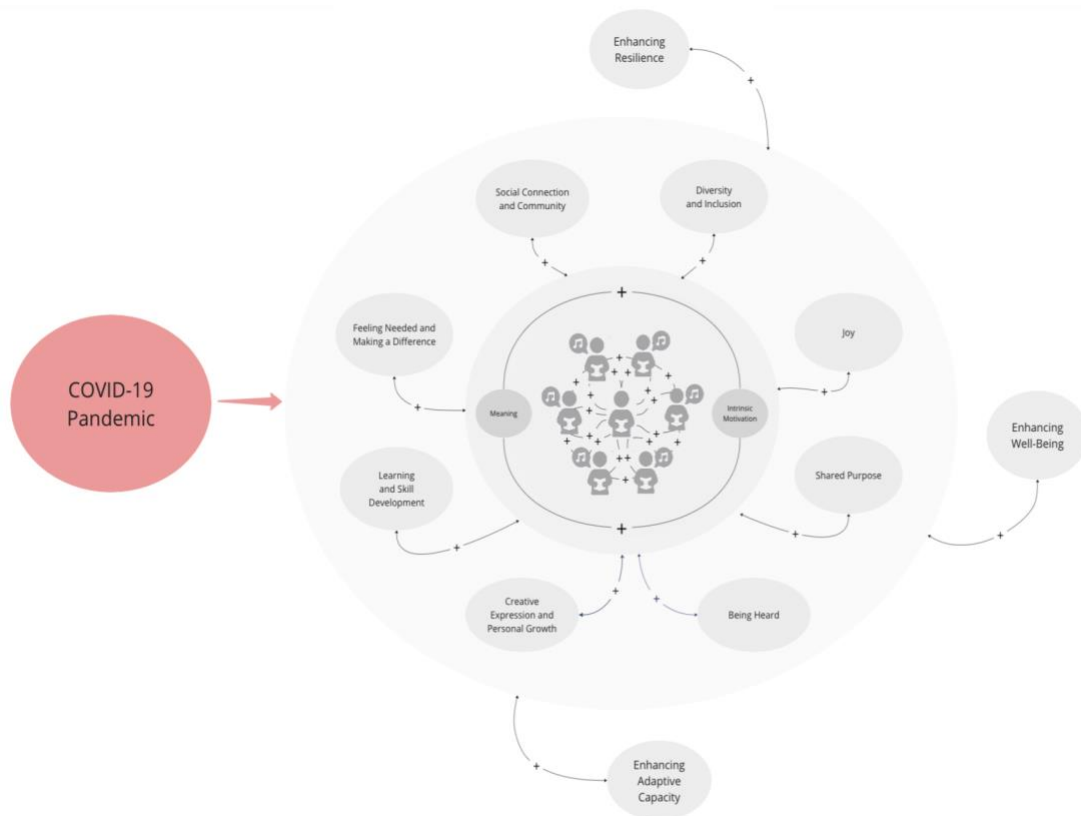 Enhancing
Resilience
Social Connection
and Community
Diversity
and Inclusion
+
+
+
+
Feeling Needed and
Making a Difference
Joy
COVID-19
Pandemic
Meaning
Intrinsic
Motivation
+
+
Enhancing
Well-Being
Learning
and Skill
Development
Shared Purpose
+
+
+
+
Creative
Expression and
Personal Growth
+
+
Being Heard
+
Enhancing
Adaptive
Capacity